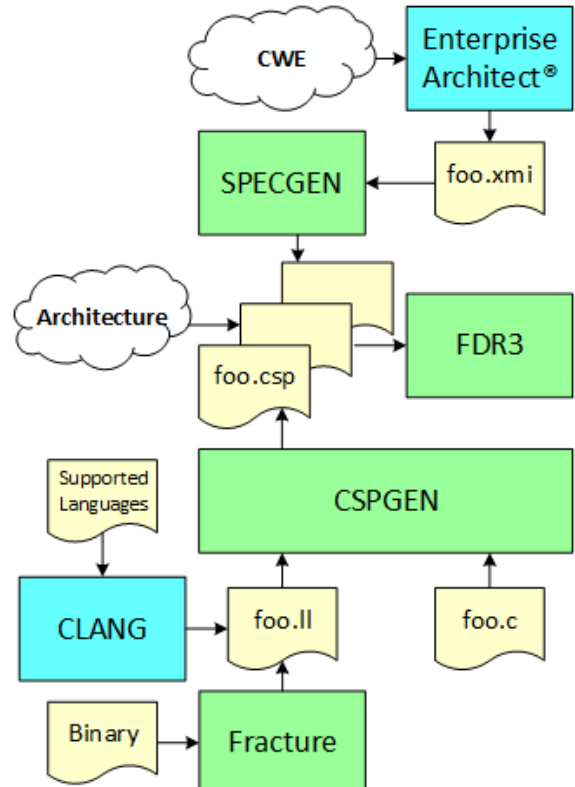 CWE
Enterprise
Architect®
SPECGEN
foo.xmi
Architecture
foo.csp
FDR3
Supported
Languages
CSPGEN
CLANG
foo.ll
foo.c
Binary
Fracture